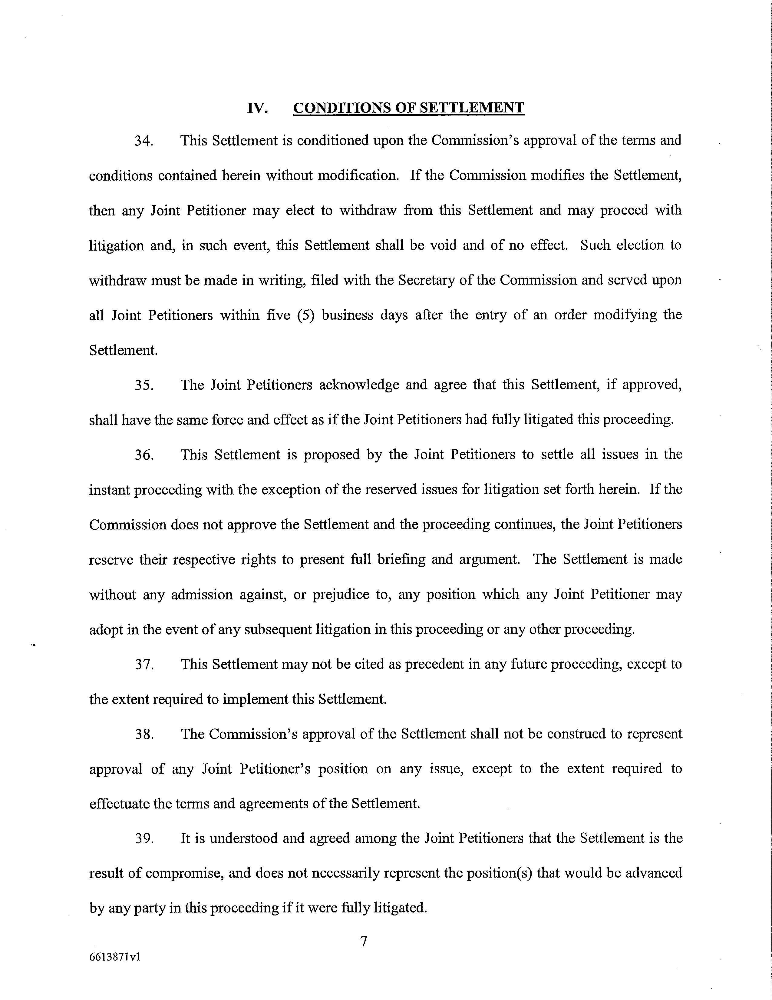 IV. CONDITIONS OF SETTLEMENT
34. This Settlement is conditioned upon the Commission's approval of the terms and
conditions contained herein without modification. If the Commission modifies the Settlement,
then any Joint Petitioner may elect to withdraw from this Settlement and may proceed with
litigation and, in such event, this Settlement shall be void and of no effect. Such election to
withdraw must be made in writing, filed with the Secretary of the Commission and served upon
all Joint Petitioners within five (5) business days after the entry of an order modifying the
Settlement.
35. The Joint Petitioners acknowledge and agree that this Settlement, if approved,
shall have the same force and effect as if the Joint Petitioners had fully litigated this proceeding.
36. This Settlement is proposed by the Joint Petitioners to settle all issues in the
instant proceeding with the exception of the reserved issues for litigation set forth herein. If the
Commission does not approve the Settlement and the proceeding continues, the Joint Petitioners
reserve their respective rights to present full briefing and argument. The Settlement is made
without any admission against, or prejudice to, any position which any Joint Petitioner may
adopt in the event of any subsequent litigation in this proceeding or any other proceeding.
37. This Settlement may not be cited as precedent in any future proceeding, except to
the extent required to implement this Settlement.
38. The Commission's approval of the Settlement shall not be construed to represent
approval of any Joint Petitioner's position on any issue, except to the extent required to
effectuate the terms and agreements of the Settlement.
39. It is understood and agreed among the Joint Petitioners that the Settlement is the
result of compromise, and does not necessarily represent the position(s) that would be advanced
by any party in this proceeding if it were fully litigated.
7
6613871v1